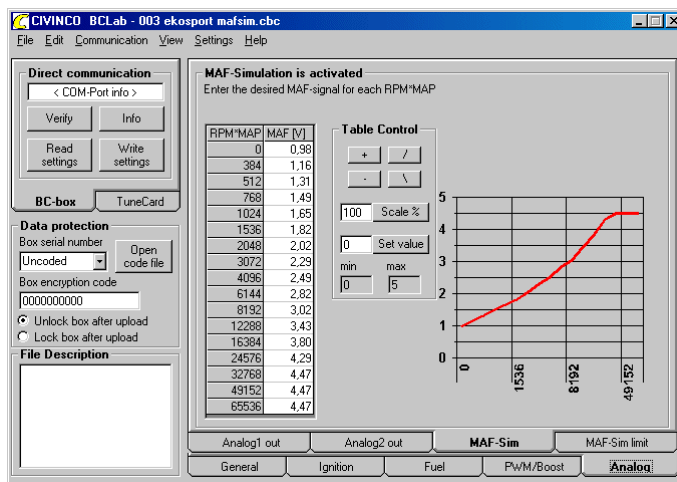 CIVINCO BCLab - 003 ekosport mafsim.cbc
File Edit Communication View Settings Help
Direct communication
< COM-Port info >
Verify Info
Read settings Write settings
BC-box TuneCard
Data protection
Box serial number
Uncoded
Open code file
Box encryption code
0000000000
Unlock box after upload
Lock box after upload
File Description
MAF-Simulation is activated
Enter the desired MAF-signal for each RPM*MAP
RPM*MAP MAF [V]
0 0,98
384 1,16
512 1,31
768 1,49
1024 1,65
1536 1,82
2048 2,02
3072 2,29
4096 2,49
6144 2,82
8192 3,02
12288 3,43
16384 3,80
24576 4,29
32768 4,47
49152 4,47
65536 4,47
Table Control
+ /
- \
100 Scale %
0 Set value
min max
0 5
5
4
3
2
1
0
0 1536 8192 49152
Analog1 out Analog2 out MAF-Sim MAF-Sim limit
General Ignition Fuel PWM/Boost Analog